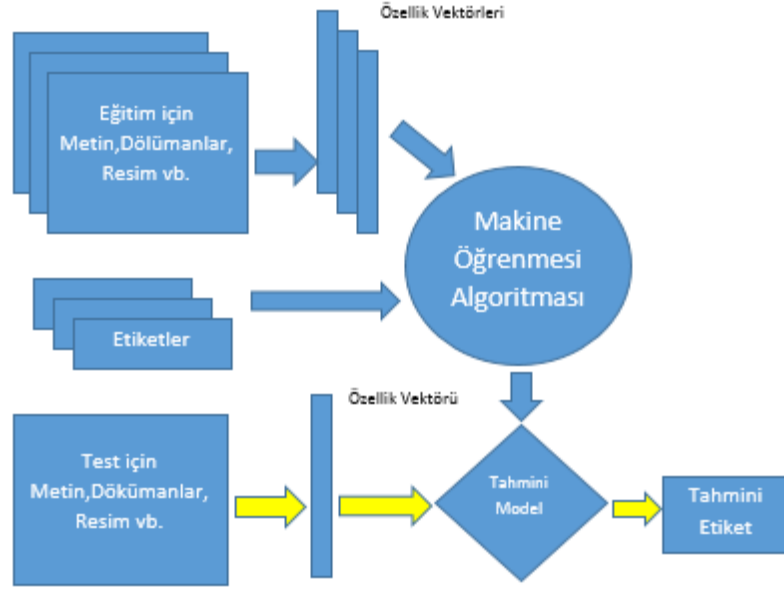 Özellik Vektörleri
Eğitim için
Metin,Dölümanlar,
Resim vb.
Makine
Öğrenmesi
Algoritması
Etiketler
Özellik Vektörü
Test için
Metin,Dökümanlar,
Resim vb.
Tahmini
Model
Tahmini
Etiket